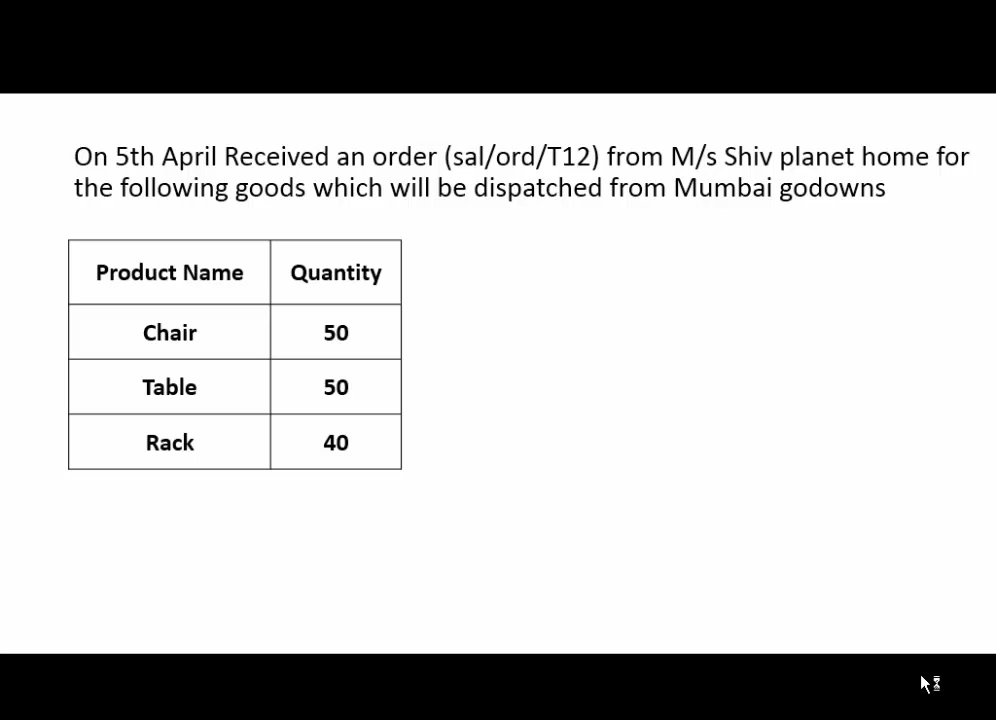 On 5th April Received an order (sal/ord/T12) from M/s Shiv planet home for
the following goods which will be dispatched from Mumbai godowns
Product Name Quantity
Chair 50
Table 50
Rack 40